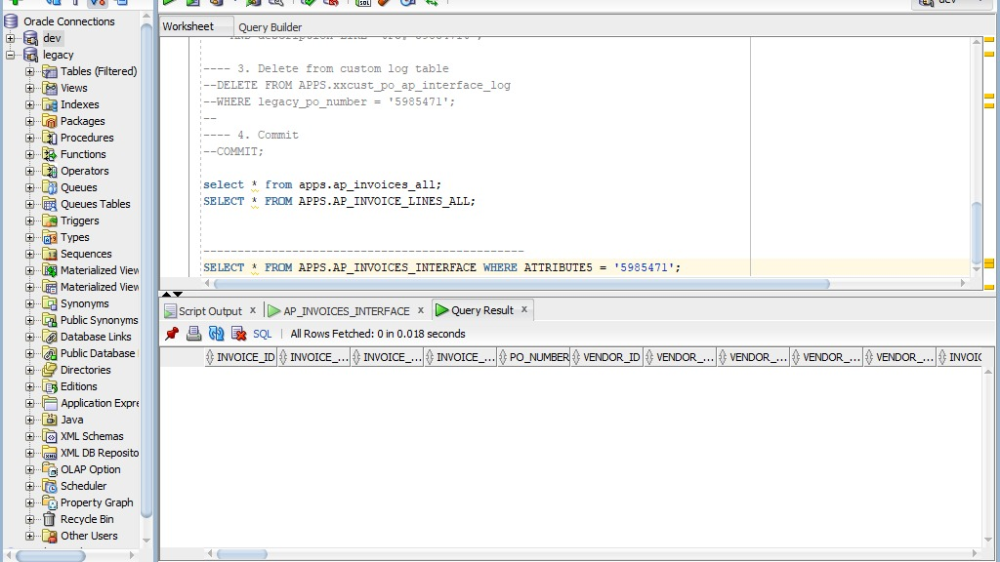 Oracle Connections
dev
legacy
Tables (Filtered)
Views
Indexes
Packages
Procedures
Functions
Operators
Queues
Queues Tables
Triggers
Types
Sequences
Materialized View
Materialized View
Synonyms
Public Synonyms
Database Links
Public Database
Directories
Editions
Application Expre
Java
XML Schemas
XML DB Reposito
OLAP Option
Scheduler
Property Graph
Recycle Bin
Other Users
dev
Worksheet Query Builder
---- 3. Delete from custom log table
--DELETE FROM APPS.xxcust_po_ap_interface_log
--WHERE legacy_po_number = '5985471';
--
---- 4. Commit
--COMMIT;
select * from apps.ap_invoices_all;
SELECT * FROM APPS.AP_INVOICE_LINES_ALL;
-----------------------------------------------
SELECT * FROM APPS.AP_INVOICES_INTERFACE WHERE ATTRIBUTE5 = '5985471';
Script Output x AP_INVOICES_INTERFACE x Query Result x
SQL | All Rows Fetched: 0 in 0.018 seconds
INVOICE_ID INVOICE_... INVOICE_... INVOICE_... PO_NUMBER VENDOR_ID VENDOR_... VENDOR_... VENDOR_... VENDOR_... INVOIC